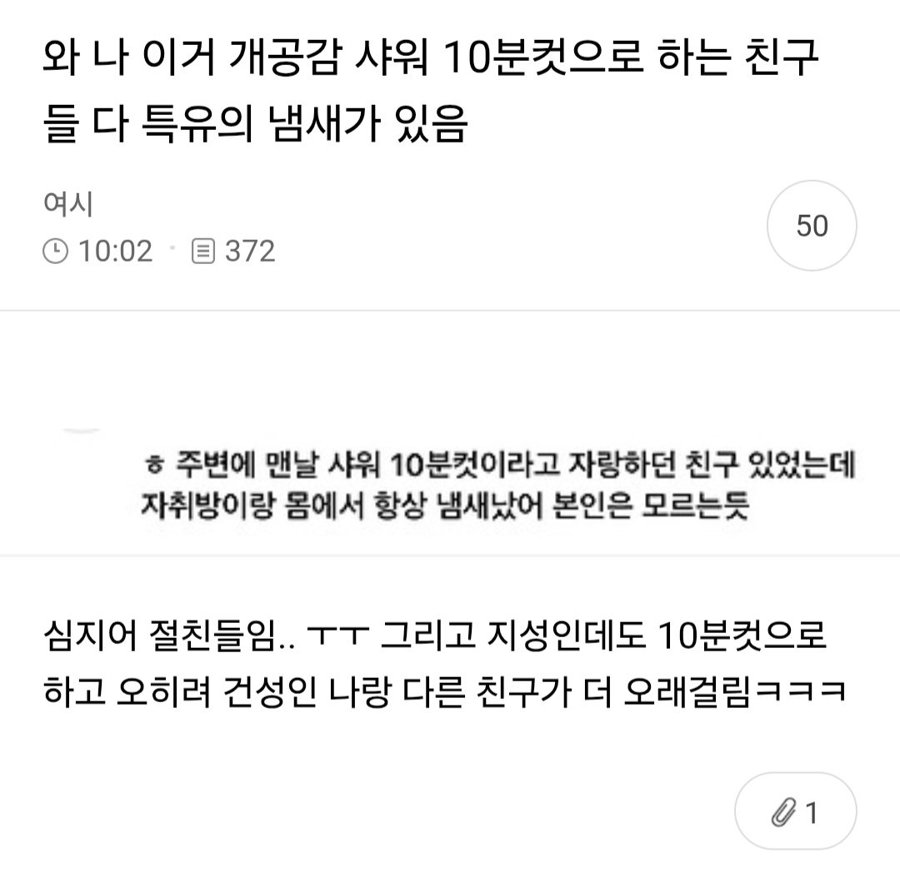 와 나 이거 개공감 샤워 10분컷으로 하는 친구
들 다 특유의 냄새가 있음
여시
10:02 · 372
50
ㅎ 주변에 맨날 샤워 10분컷이라고 자랑하던 친구 있었는데
자취방이랑 몸에서 항상 냄새났어 본인은 모르는듯
심지어 절친들임.. ㅜㅜ 그리고 지성인데도 10분컷으로
하고 오히려 건성인 나랑 다른 친구가 더 오래걸림ㅋㅋㅋ
1